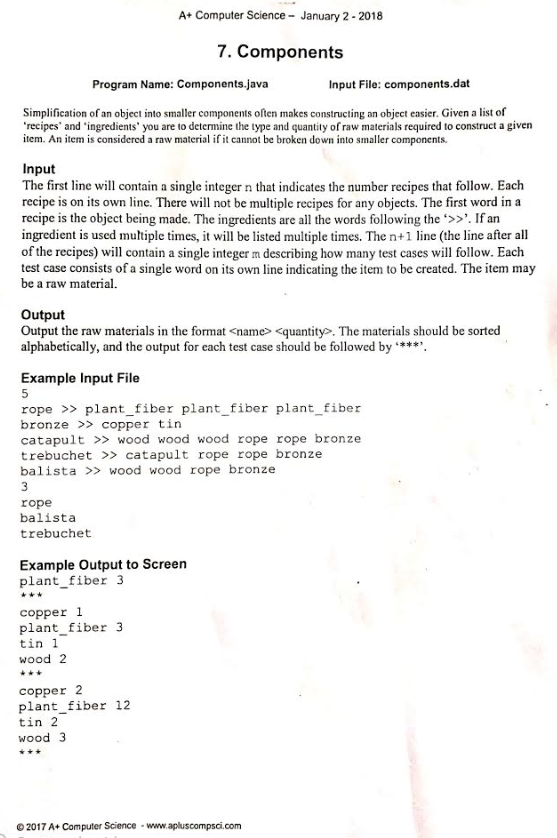 A+ Computer Science – January 2 - 2018
7. Components
Program Name: Components.java Input File: components.dat
Simplification of an object into smaller components often makes constructing an object easier. Given a list of
'recipes' and 'ingredients' you are to determine the type and quantity of raw materials required to construct a given
item. An item is considered a raw material if it cannot be broken down into smaller components.
Input
The first line will contain a single integer n that indicates the number recipes that follow. Each
recipe is on its own line. There will not be multiple recipes for any objects. The first word in a
recipe is the object being made. The ingredients are all the words following the '>>'. If an
ingredient is used multiple times, it will be listed multiple times. The n+1 line (the line after all
of the recipes) will contain a single integer m describing how many test cases will follow. Each
test case consists of a single word on its own line indicating the item to be created. The item may
be a raw material.
Output
Output the raw materials in the format <name> <quantity>. The materials should be sorted
alphabetically, and the output for each test case should be followed by '***'.
Example Input File
5
rope >> plant_fiber plant_fiber plant_fiber
bronze >> copper tin
catapult >> wood wood wood rope rope bronze
trebuchet >> catapult rope rope bronze
balista >> wood wood rope bronze
3
rope
balista
trebuchet
Example Output to Screen
plant_fiber 3
***
copper 1
plant_fiber 3
tin 1
wood 2
***
copper 2
plant_fiber 12
tin 2
wood 3
***
© 2017 A+ Computer Science - www.apluscompsci.com